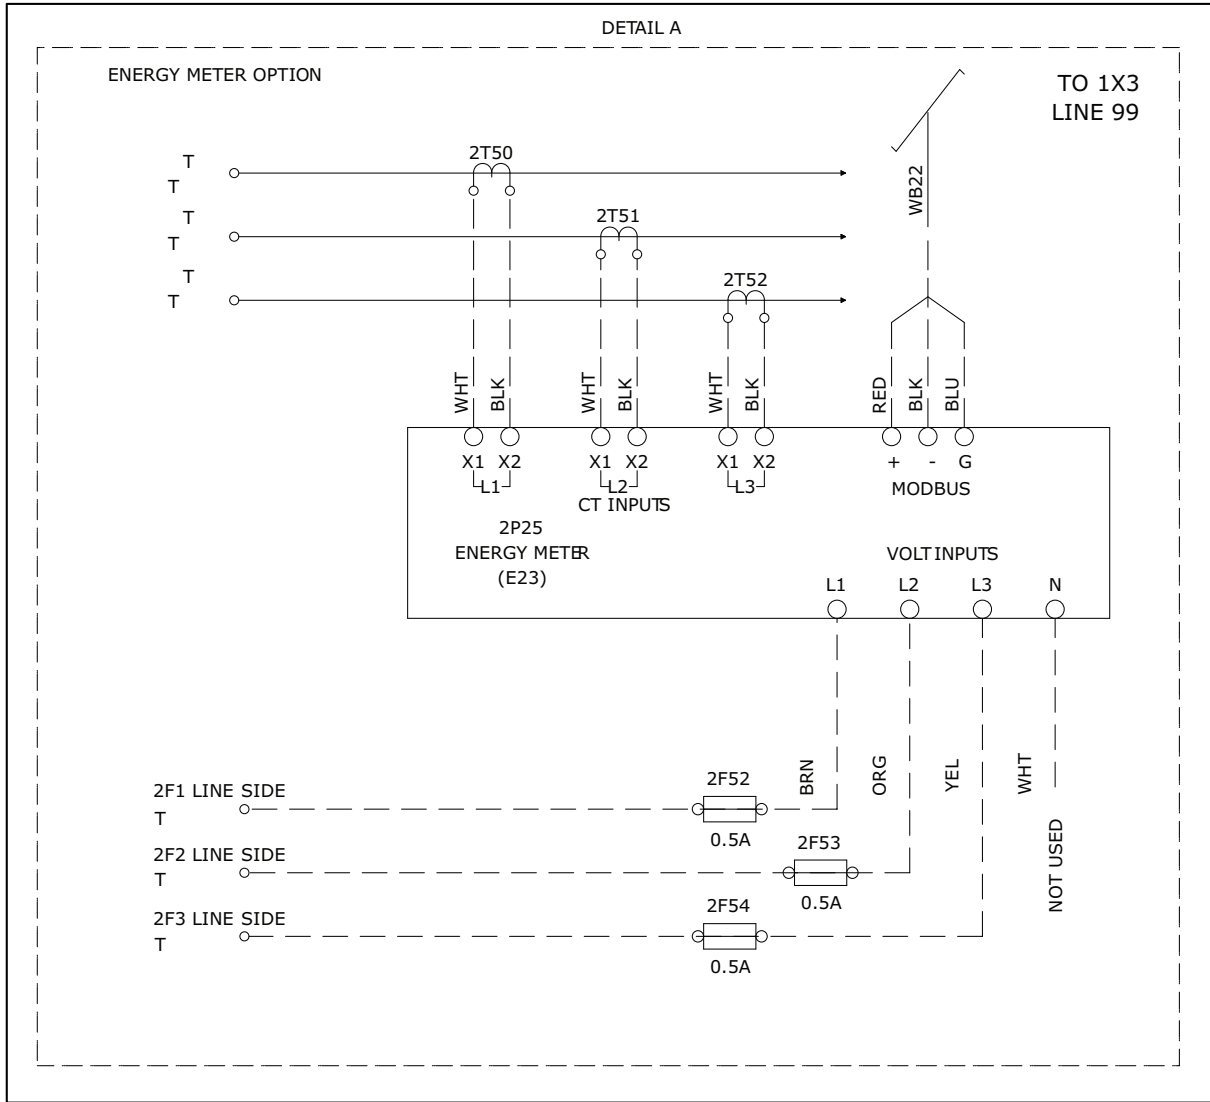 DETAIL A
ENERGY METER OPTION
TO 1X3
LINE 99
T
T
2T50
T
T
2T51
T
T
2T52
WB22
WHT
BLK
WHT
BLK
WHT
BLK
RED
BLK
BLU
X1 X2
X1 X2
X1 X2
+ - G
L1
L2
L3
CT INPUTS
MODBUS
2P25
ENERGY METER
(E23)
VOLT INPUTS
L1 L2 L3 N
BRN
ORG
YEL
WHT
NOT USED
2F1 LINE SIDE
T
2F52
0.5A
2F2 LINE SIDE
T
2F53
0.5A
2F3 LINE SIDE
T
2F54
0.5A